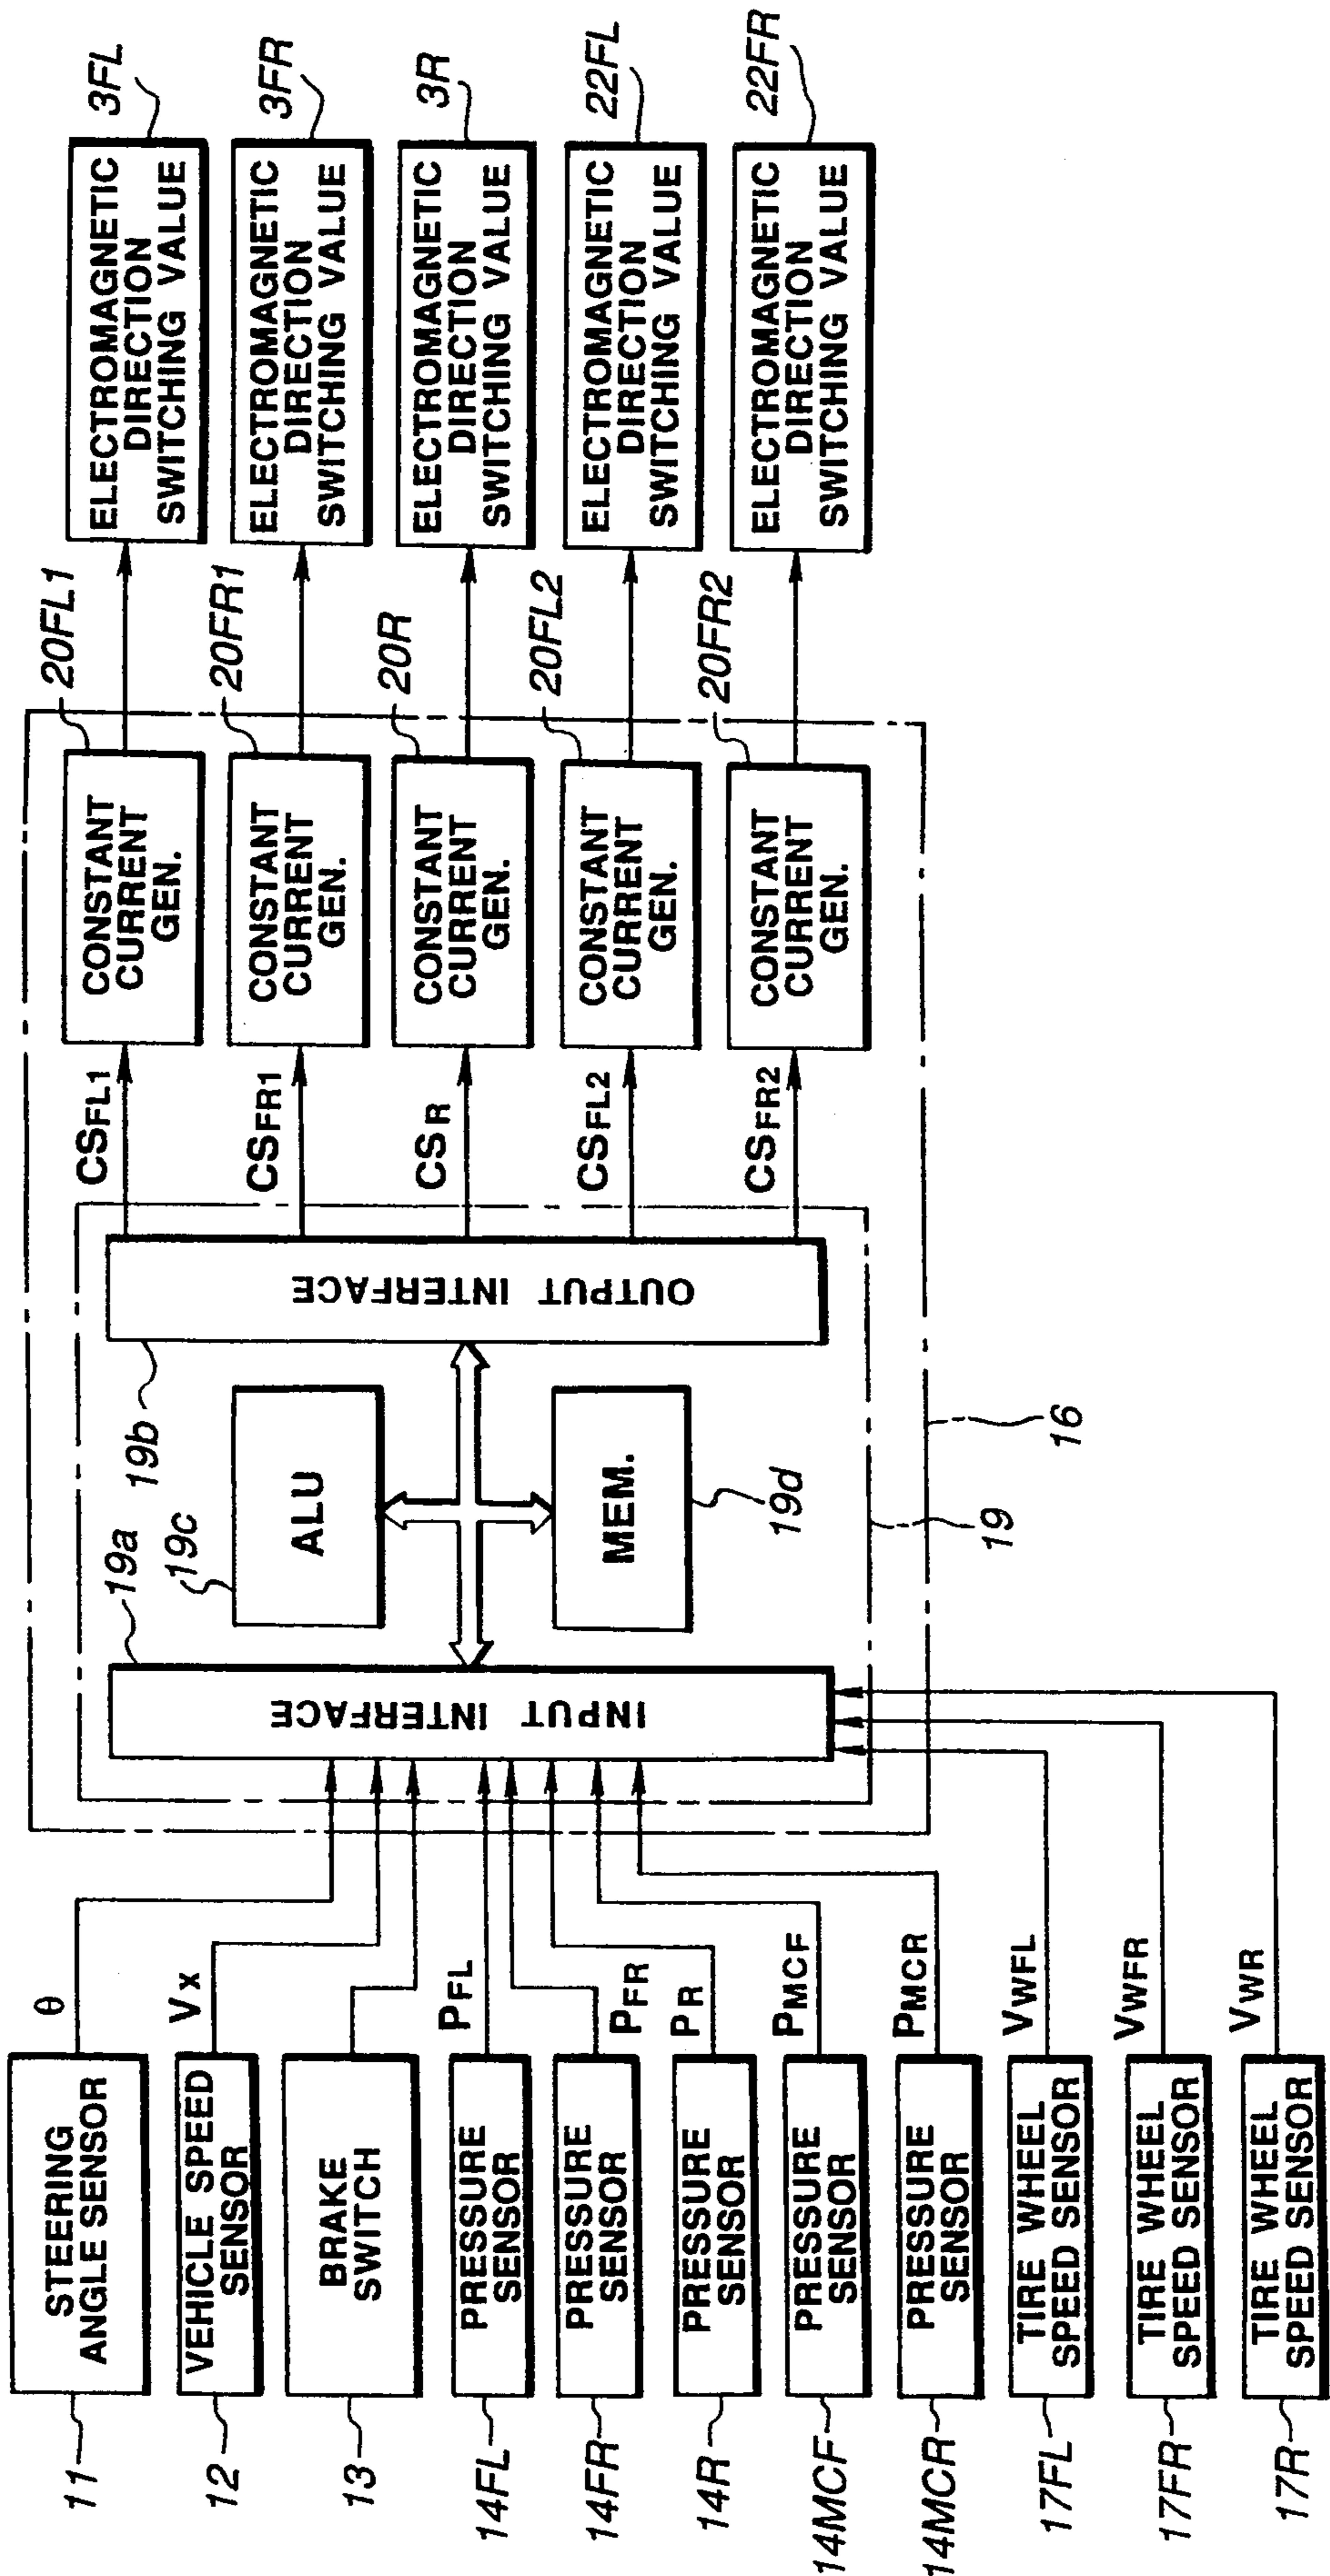 11
STEERING
ANGLE SENSOR
θ
12
VEHICLE SPEED
SENSOR
VX
13
BRAKE
SWITCH
14FL
PRESSURE
SENSOR
PFL
14FR
PRESSURE
SENSOR
PFR
14R
PRESSURE
SENSOR
PR
14MCF
PRESSURE
SENSOR
PMCF
14MCR
PRESSURE
SENSOR
PMCR
17FL
TIRE WHEEL
SPEED SENSOR
VWFL
17FR
TIRE WHEEL
SPEED SENSOR
VWFR
17R
TIRE WHEEL
SPEED SENSOR
VWR
19a
INPUT INTERFACE
19c
ALU
MEM.
19d
19b
OUTPUT INTERFACE
19
16
CSFL1
CSFR1
CSR
CSFL2
CSFR2
CONSTANT
CURRENT
GEN.
20FL1
CONSTANT
CURRENT
GEN.
20FR1
CONSTANT
CURRENT
GEN.
20R
CONSTANT
CURRENT
GEN.
20FL2
CONSTANT
CURRENT
GEN.
20FR2
ELECTROMAGNETIC
DIRECTION
SWITCHING VALUE
3FL
ELECTROMAGNETIC
DIRECTION
SWITCHING VALUE
3FR
ELECTROMAGNETIC
DIRECTION
SWITCHING VALUE
3R
ELECTROMAGNETIC
DIRECTION
SWITCHING VALUE
22FL
ELECTROMAGNETIC
DIRECTION
SWITCHING VALUE
22FR